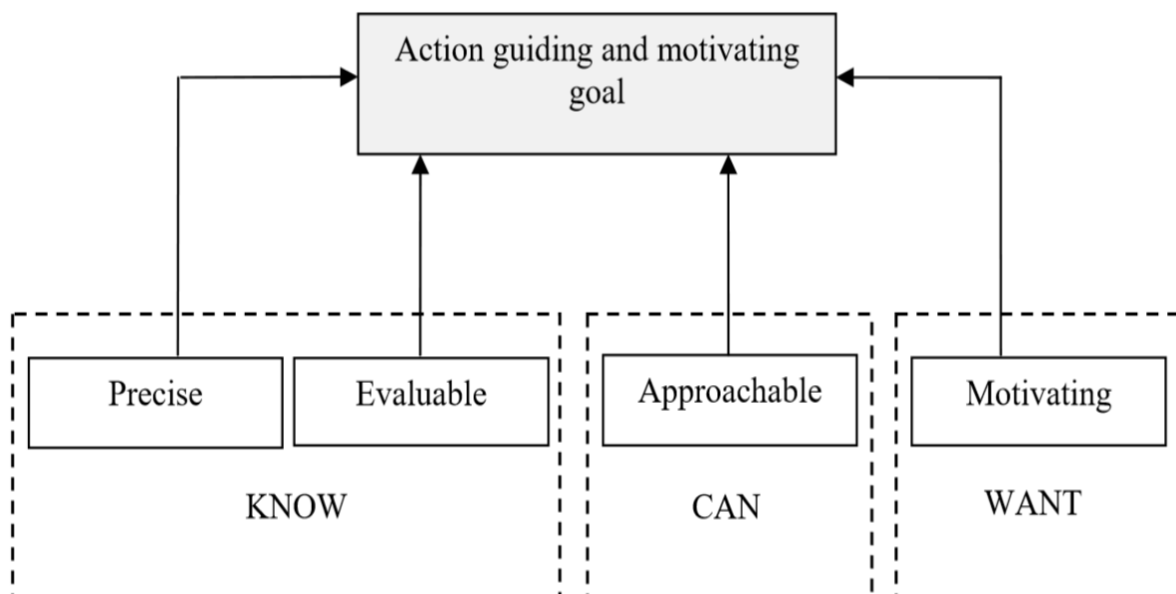 Action guiding and motivating
goal
Precise
Evaluable
Approachable
Motivating
KNOW
CAN
WANT